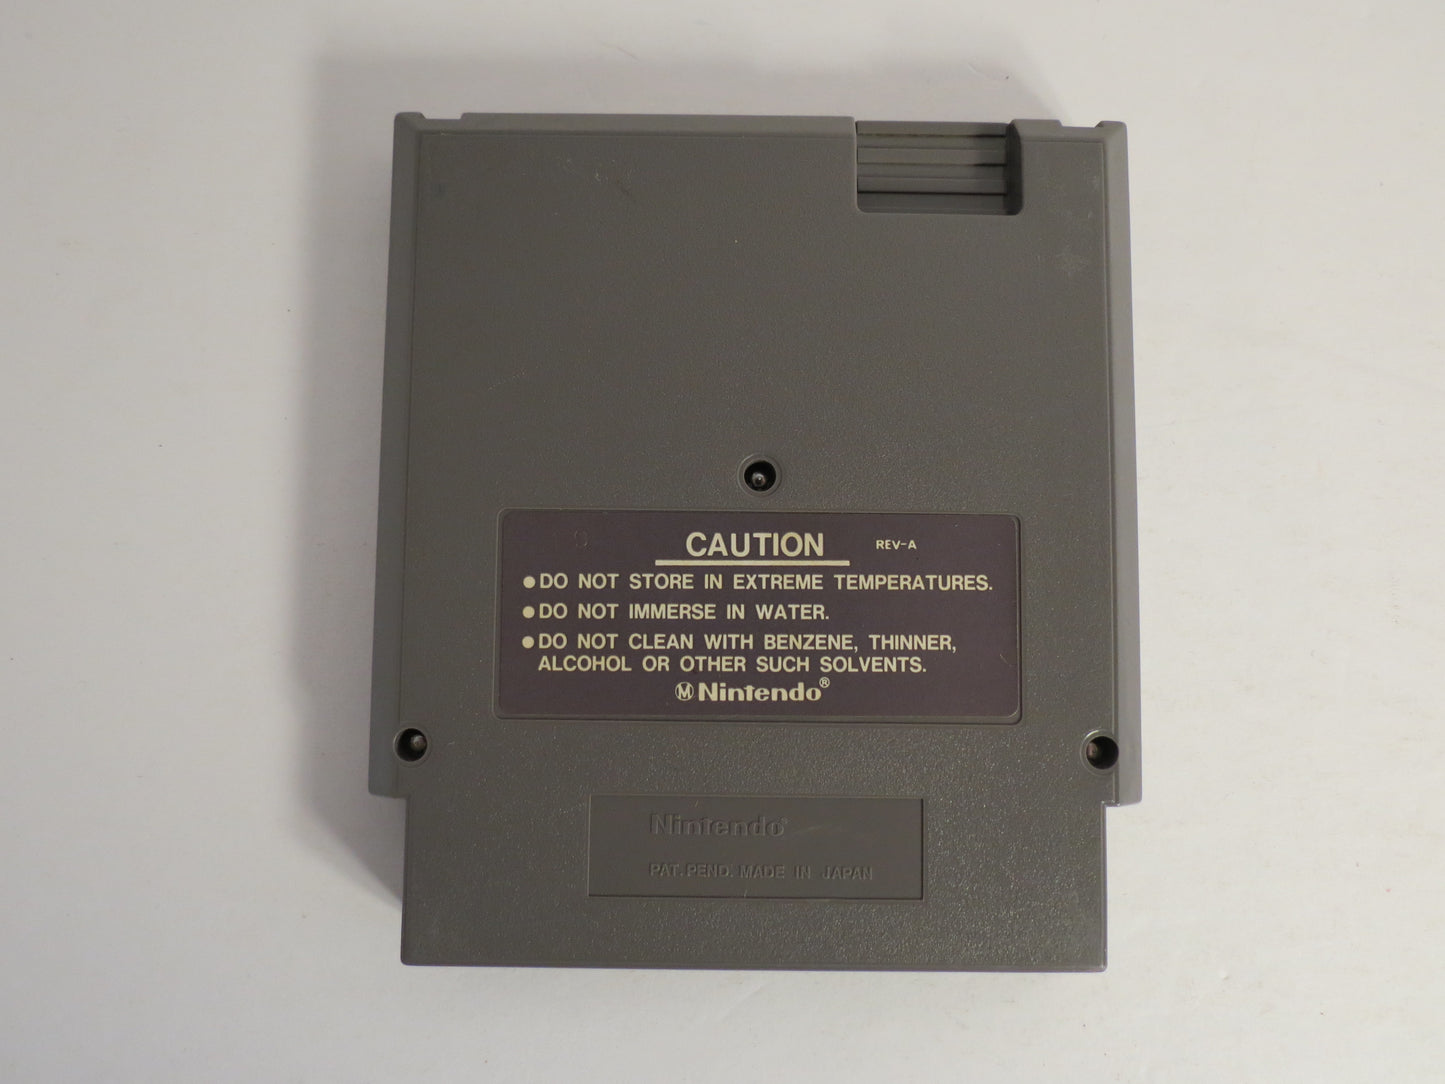 CAUTION REV-A
●DO NOT STORE IN EXTREME TEMPERATURES.
●DO NOT IMMERSE IN WATER.
●DO NOT CLEAN WITH BENZENE, THINNER,
ALCOHOL OR OTHER SUCH SOLVENTS.
Ⓜ Nintendo®
Nintendo®
PAT. PEND. MADE IN JAPAN